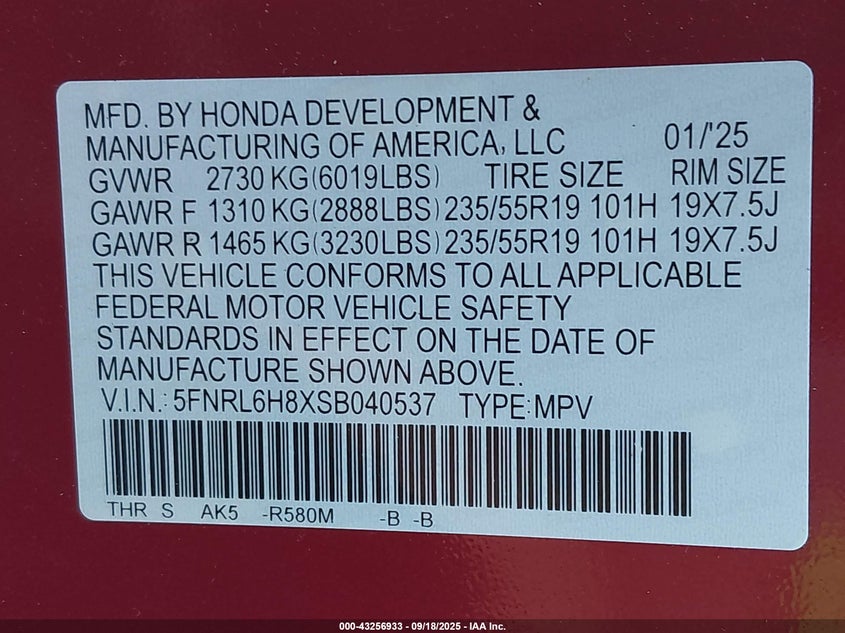 MFD. BY HONDA DEVELOPMENT &
MANUFACTURING OF AMERICA, LLC 01/'25
GVWR 2730 KG(6019LBS) TIRE SIZE RIM SIZE
GAWR F 1310 KG(2888LBS) 235/55R19 101H 19X7.5J
GAWR R 1465 KG(3230LBS) 235/55R19 101H 19X7.5J
THIS VEHICLE CONFORMS TO ALL APPLICABLE
FEDERAL MOTOR VEHICLE SAFETY
STANDARDS IN EFFECT ON THE DATE OF
MANUFACTURE SHOWN ABOVE.
V.I.N.: 5FNRL6H8XSB040537 TYPE:MPV
THR S AK5 -R580M -B -B
000-43256933 - 09/18/2025 - IAA Inc.